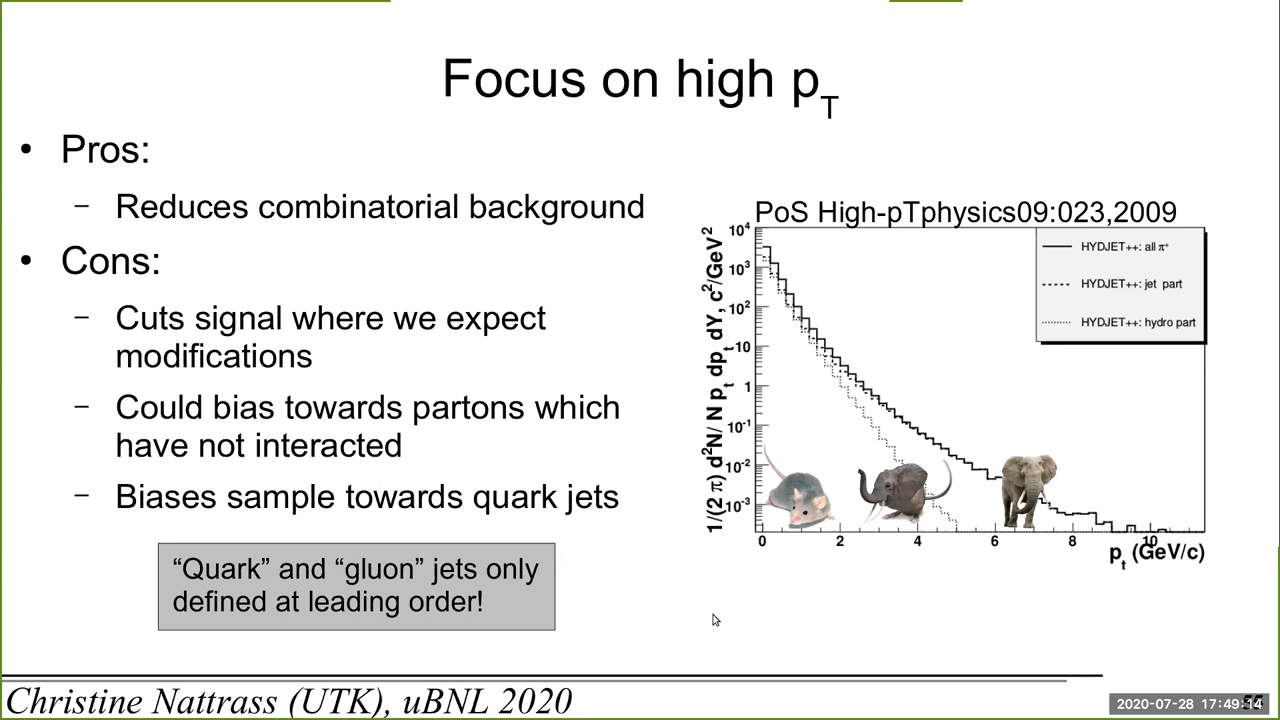 Focus on high pT
• Pros:
– Reduces combinatorial background
• Cons:
– Cuts signal where we expect
modifications
– Could bias towards partons which
have not interacted
– Biases sample towards quark jets
“Quark” and “gluon” jets only
defined at leading order!
PoS High-pTphysics09:023,2009
1/(2 π) d²N/ N pt dpt dY, c²/GeV²
10⁴
10³
10²
10
1
10⁻¹
10⁻²
10⁻³
HYDJET++: all π⁺
HYDJET++: jet part
HYDJET++: hydro part
0 2 4 6 8 10
pt (GeV/c)
Christine Nattrass (UTK), uBNL 2020
2020-07-28 17:49:14